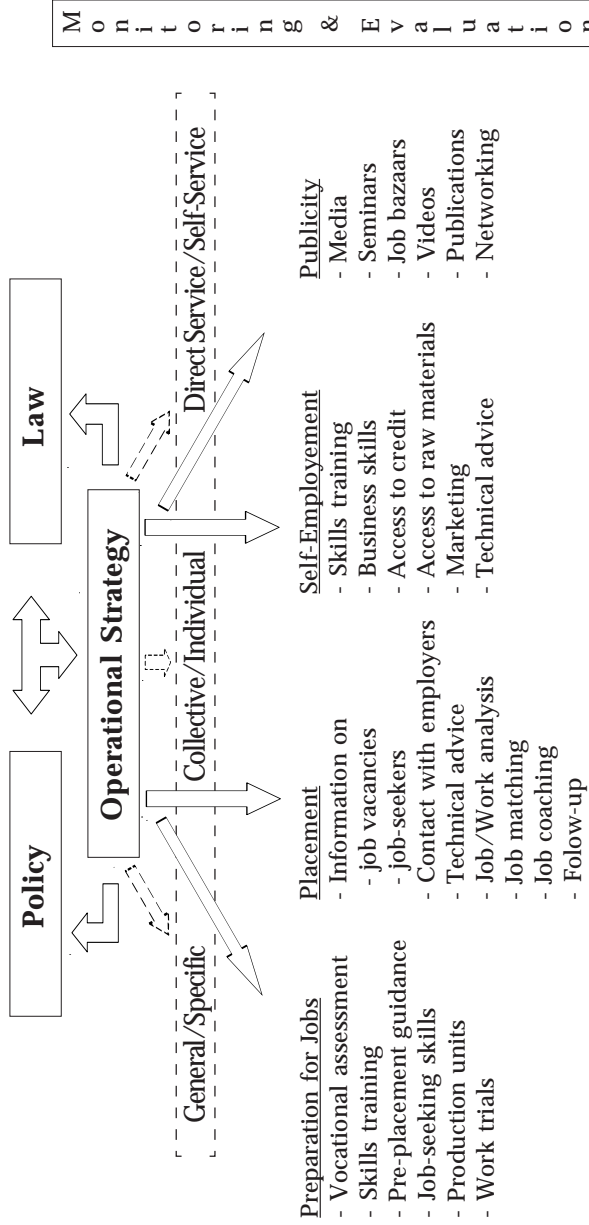 Policy
Law
Operational Strategy
General/Specific
Collective/Individual
Direct Service/Self-Service
Preparation for Jobs
- Vocational assessment
- Skills training
- Pre-placement guidance
- Job-seeking skills
- Production units
- Work trials
Placement
- Information on
- job vacancies
- job-seekers
- Contact with employers
- Technical advice
- Job/Work analysis
- Job matching
- Job coaching
- Folow-up
Self-Employement
- Skills training
- Business skills
- Access to credit
- Access to raw materials
- Marketing
- Technical advice
Publicity
- Media
- Seminars
- Job bazaars
- Videos
- Publications
- Networking
Monitoring & Evaluation